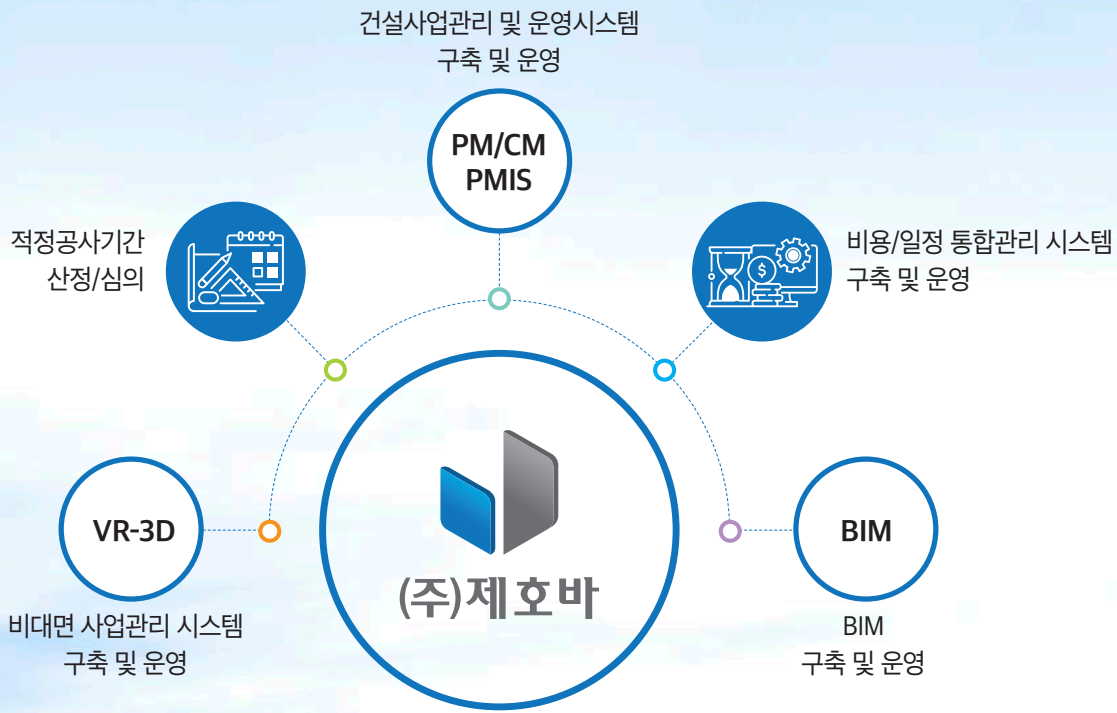 건설사업관리 및 운영시스템
구축 및 운영
PM/CM
PMIS
적정공사기간
산정/심의
비용/일정 통합관리 시스템
구축 및 운영
VR-3D
비대면 사업관리 시스템
구축 및 운영
(주)제호바
BIM
BIM
구축 및 운영